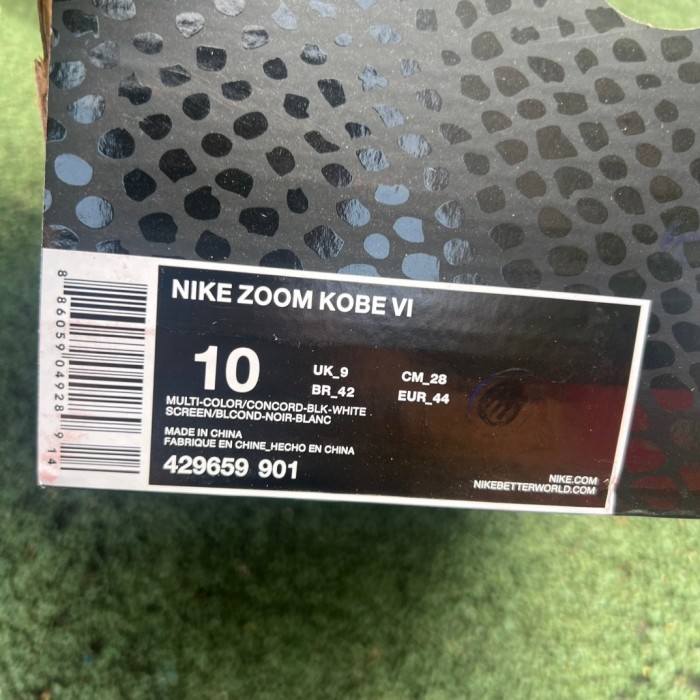 NIKE ZOOM KOBE VI
10
UK_9 CM_28
BR_42 EUR_44
MULTI-COLOR/CONCORD-BLK-WHITE
SCREEN/BLCOND-NOIR-BLANC
MADE IN CHINA
FABRIQUE EN CHINE_HECHO EN CHINA
429659 901
NIKE.COM
NIKEBETTERWORLD.COM
8 86059 04928 9 14